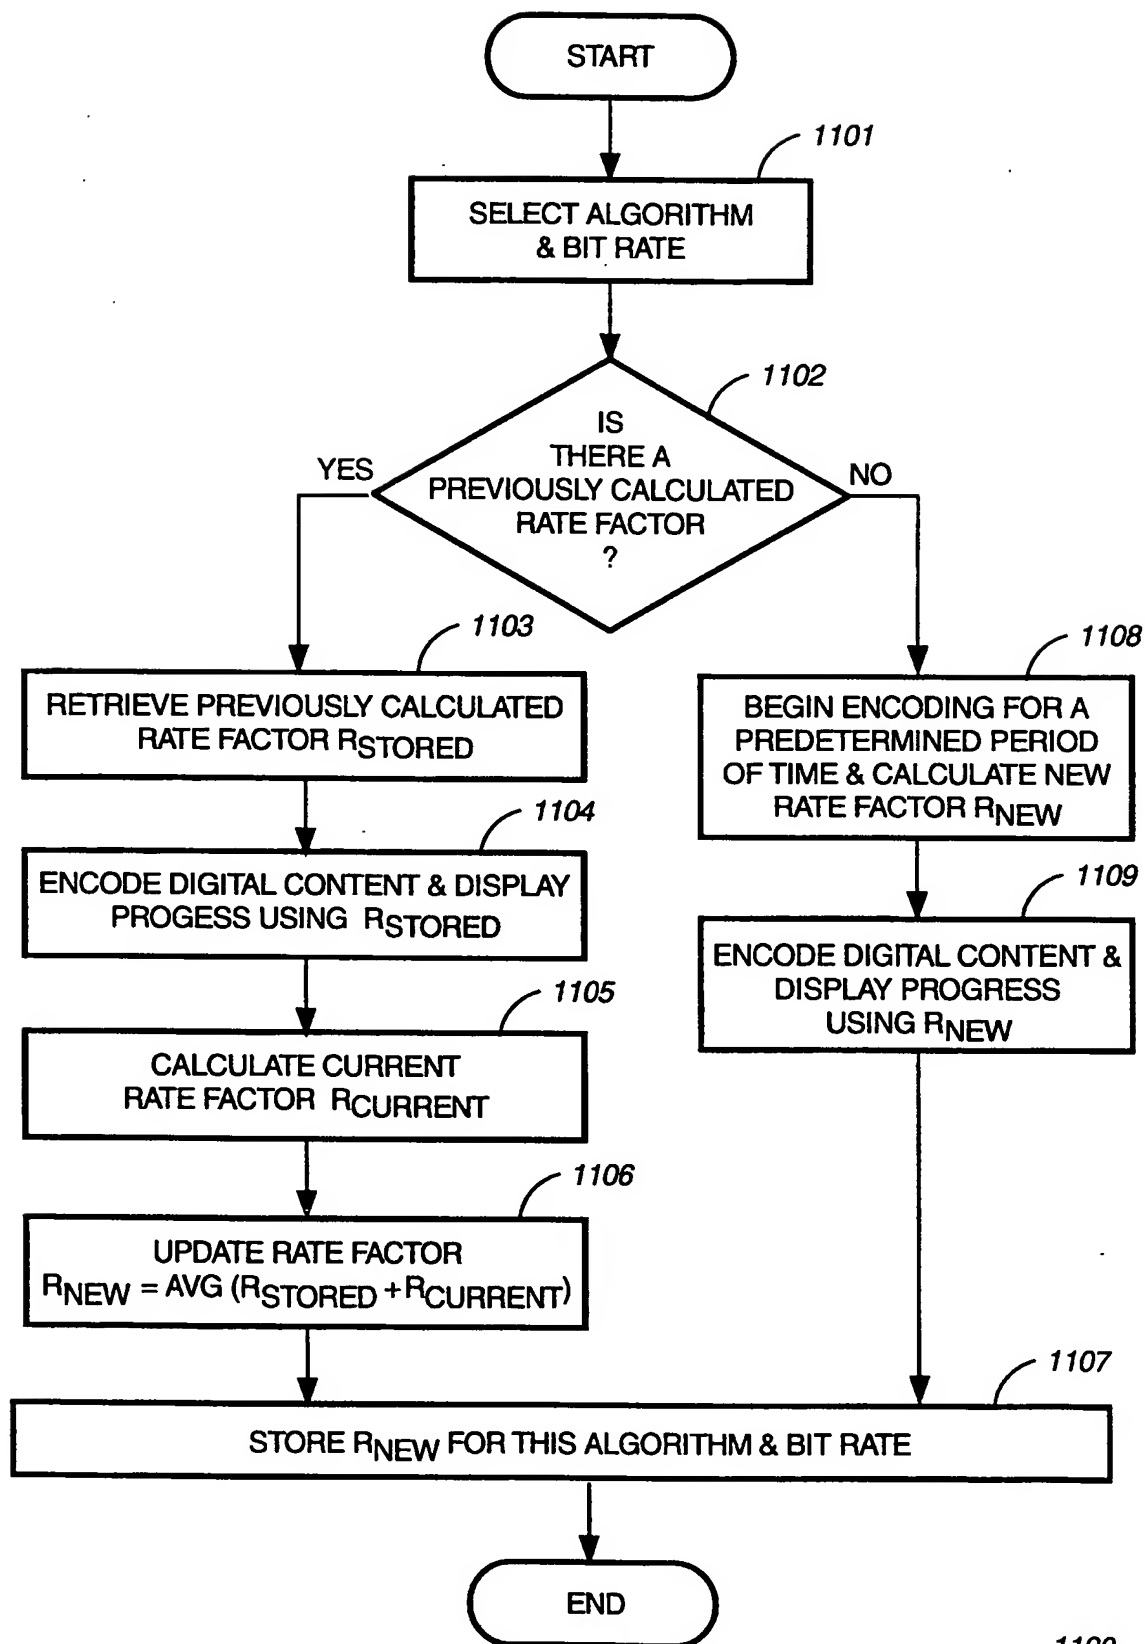 START
1101
SELECT ALGORITHM
& BIT RATE
1102
IS
THERE A
PREVIOUSLY CALCULATED
RATE FACTOR
?
YES
NO
1103
RETRIEVE PREVIOUSLY CALCULATED
RATE FACTOR RSTORED
1104
ENCODE DIGITAL CONTENT & DISPLAY
PROGESS USING RSTORED
1105
CALCULATE CURRENT
RATE FACTOR RCURRENT
1106
UPDATE RATE FACTOR
RNEW = AVG (RSTORED + RCURRENT)
1108
BEGIN ENCODING FOR A
PREDETERMINED PERIOD
OF TIME & CALCULATE NEW
RATE FACTOR RNEW
1109
ENCODE DIGITAL CONTENT &
DISPLAY PROGRESS
USING RNEW
1107
STORE RNEW FOR THIS ALGORITHM & BIT RATE
END